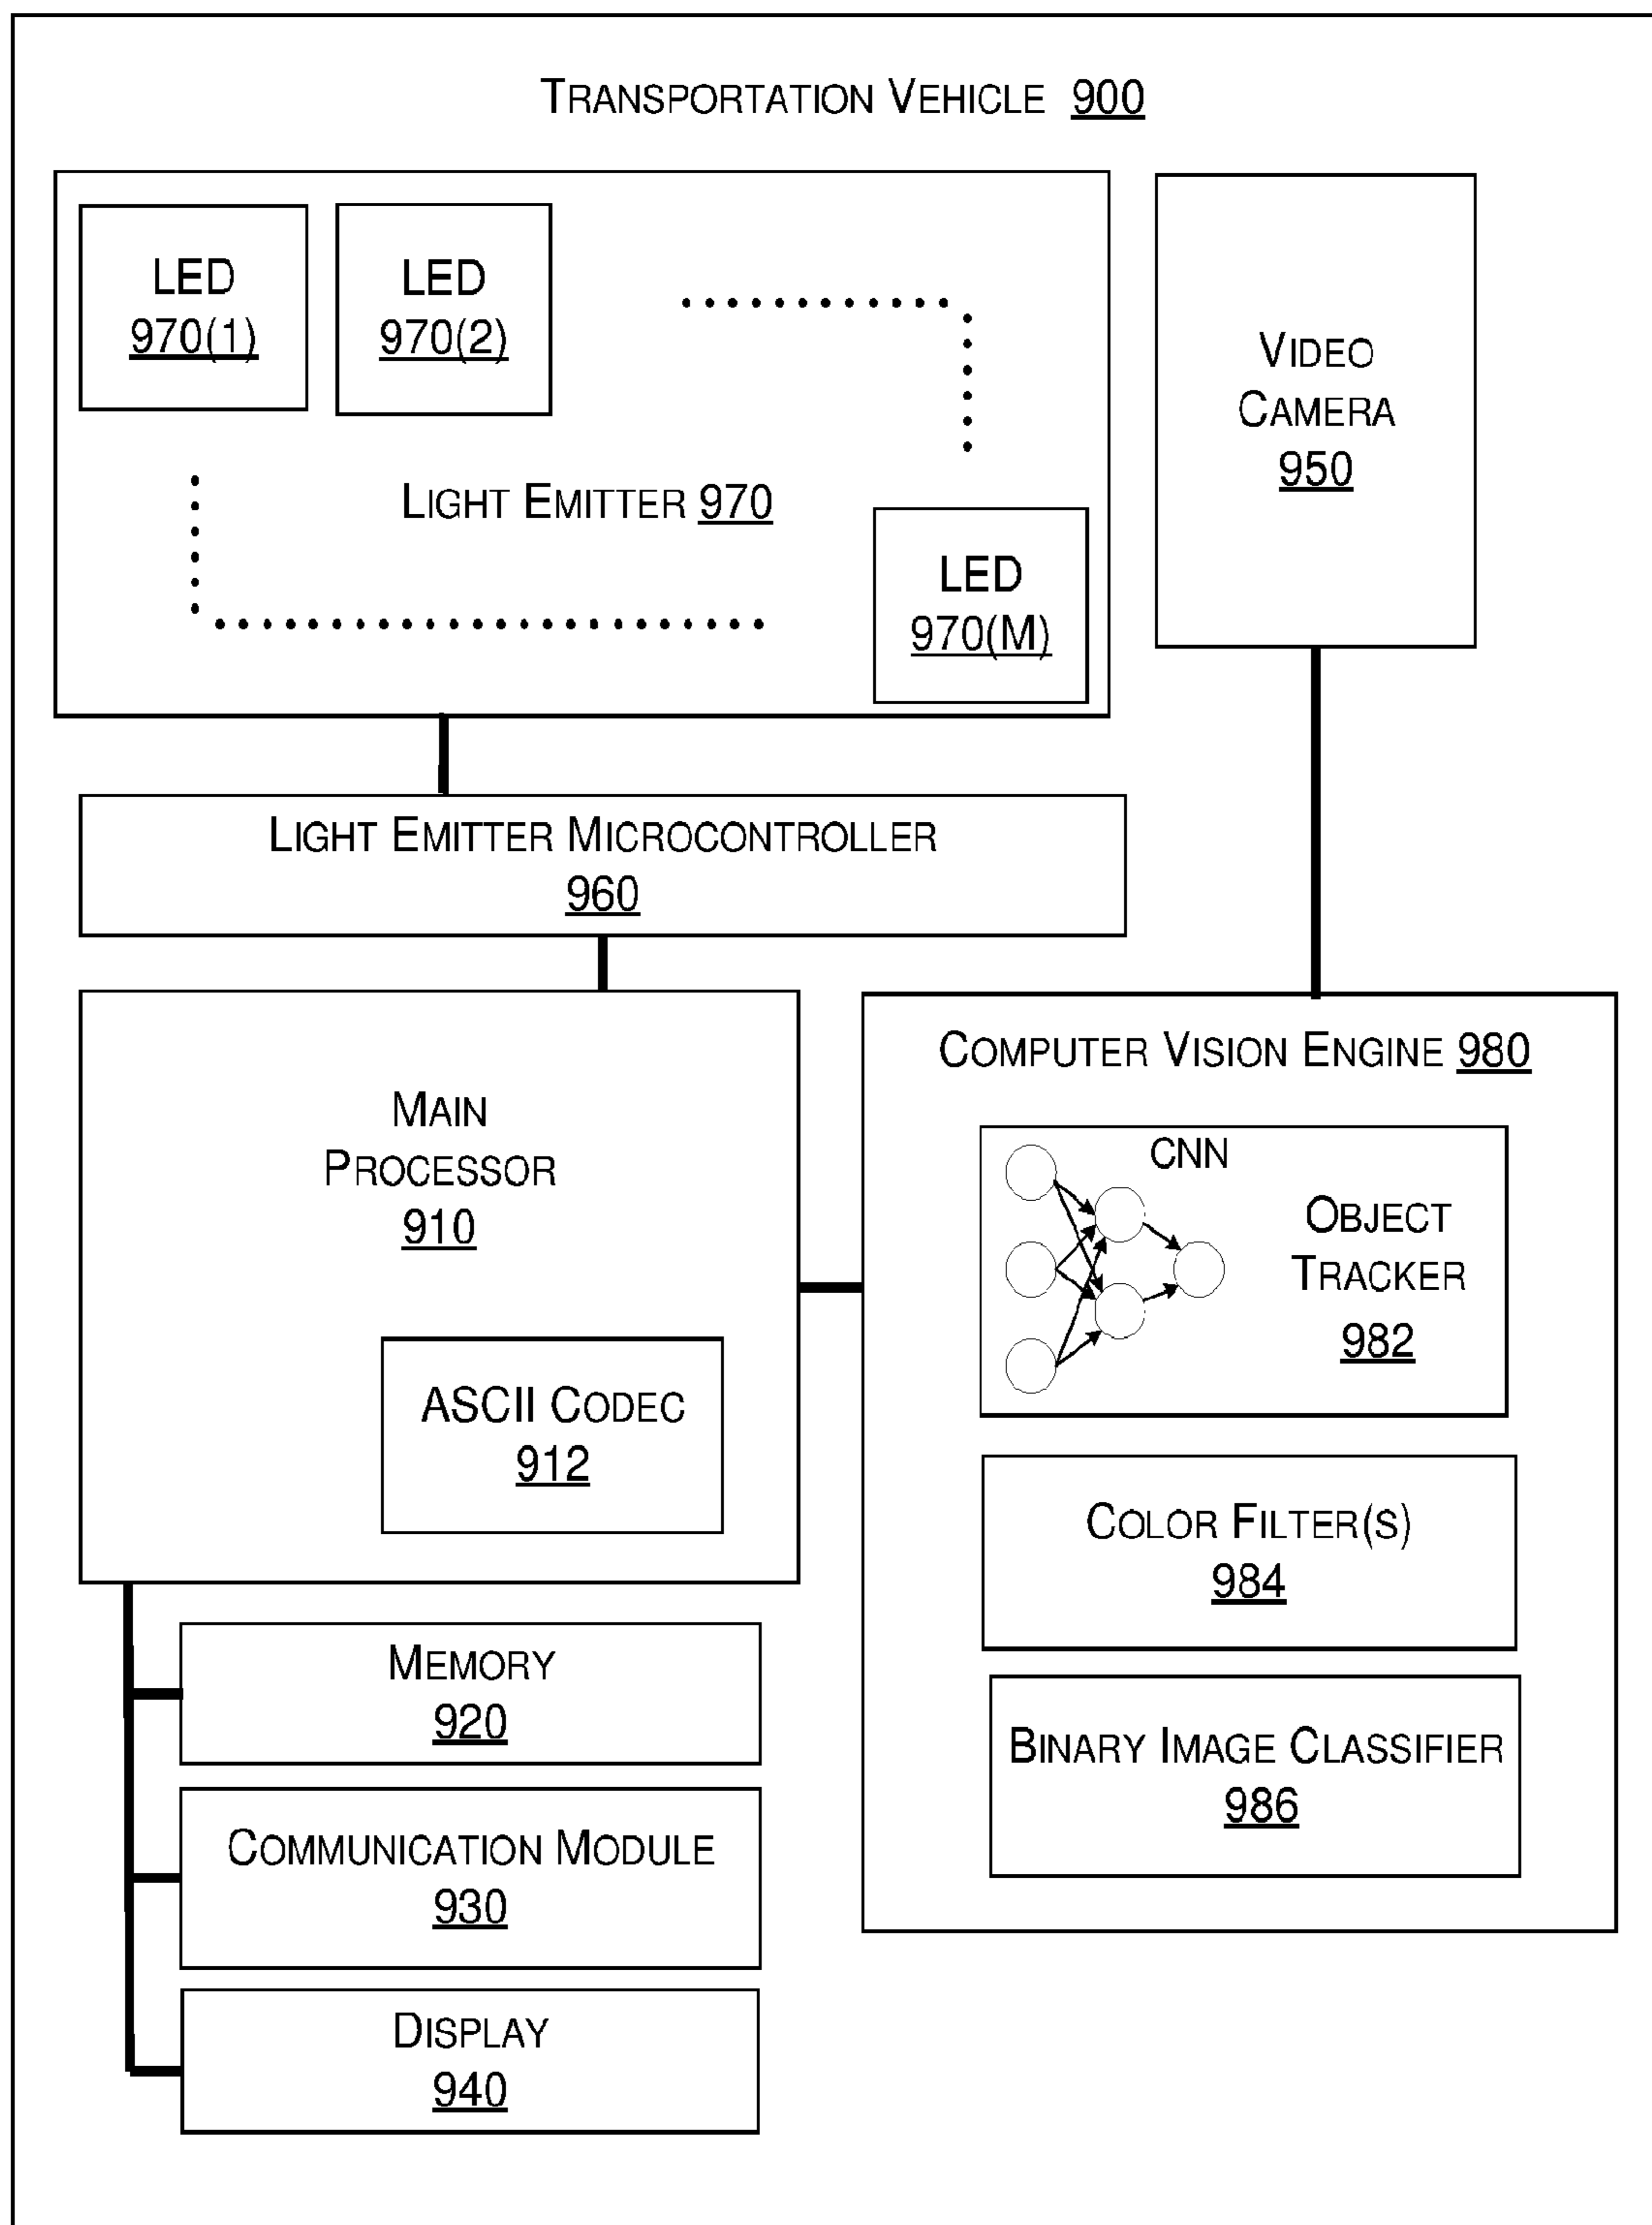 Transportation Vehicle 900
LED
970(1)
LED
970(2)
Light Emitter 970
LED
970(M)
Video
Camera
950
Light Emitter Microcontroller
960
Main
Processor
910
ASCII Codec
912
Computer Vision Engine 980
CNN
Object
Tracker
982
Color Filter(s)
984
Binary Image Classifier
986
Memory
920
Communication Module
930
Display
940